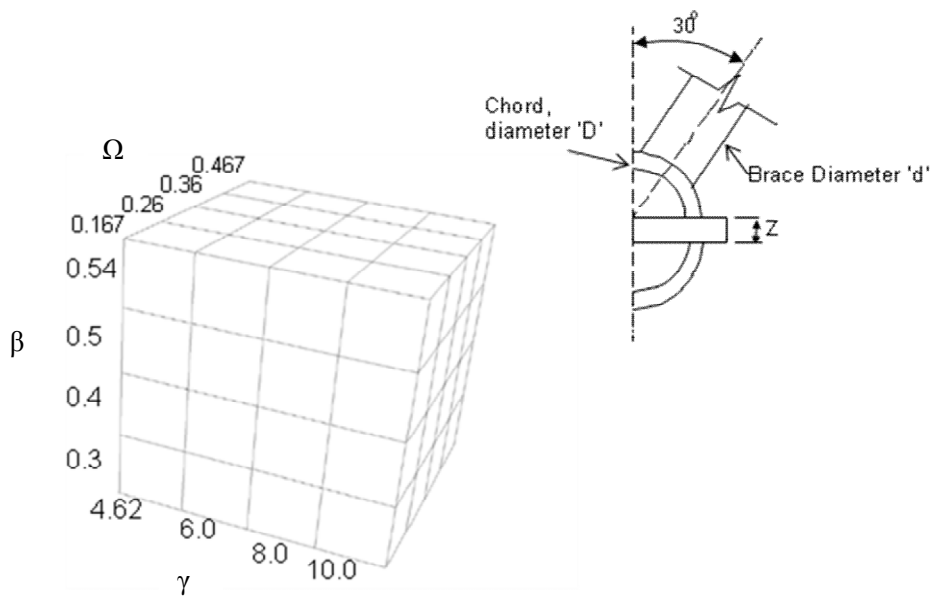 30°
Chord,
diameter 'D'
Brace Diameter 'd'
Z
Ω
0.467
0.36
0.26
0.167
0.54
β
0.5
0.4
0.3
4.62
6.0
8.0
10.0
γ